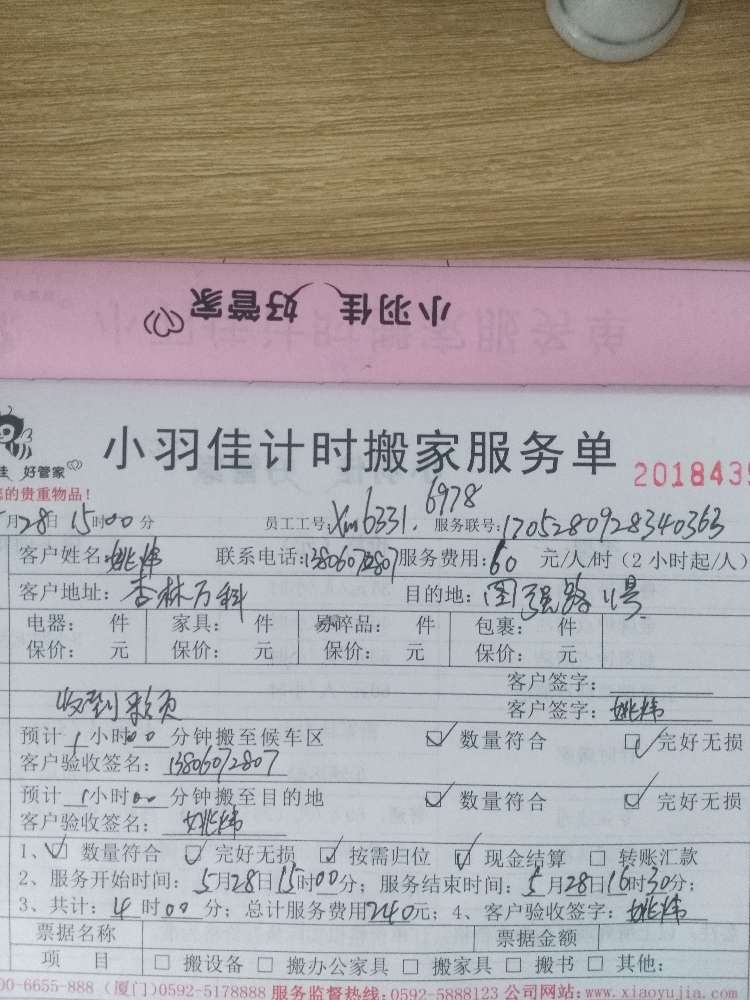 小羽佳 好管家
小羽佳计时搬家服务单 2018439
佳 好管家
的贵重物品！
月28日15时00分 员工工号：Xm6331.6978 服务联号：1705280928340363
客户姓名：姚炜 联系电话： 服务费用：60 元/人/时（2小时起/人）
客户地址：杏林万科 目的地：
电器： 件 家具： 件 易碎品： 件 包裹： 件
保价： 元 保价： 元 保价： 元 保价： 元
客户签字：
收到 客户签字：姚炜
预计1小时00分钟搬至候车区 ☑ 数量符合 ☑ 完好无损
客户验收签名：13806072807
预计1小时00分钟搬至目的地 ☑ 数量符合 ☑ 完好无损
客户验收签名：姚炜
1、☑ 数量符合 ☑ 完好无损 ☑ 按需归位 ☑ 现金结算 □ 转账汇款
2、服务开始时间：5月28日15时00分；服务结束时间：5月28日16时30分；
3、共计：4时00分；总计服务费用240元；4、客户验收签字：姚炜
票据名称 票据金额
项 目 □ 搬设备 □ 搬办公家具 □ 搬家具 □ 搬书 □ 其他：
00-6655-888（厦门）0592-5178888 服务监督热线：0592-5888123 公司网站：www.xiaoyujia.com